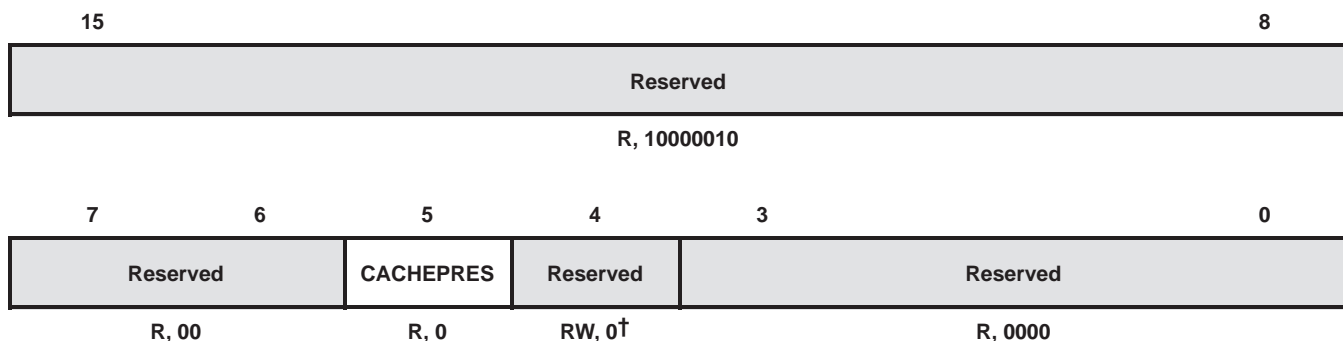 15 8
Reserved
R, 10000010
7 6 5 4 3 0
Reserved CACHEPRES Reserved Reserved
R, 00 R, 0 RW, 0† R, 0000